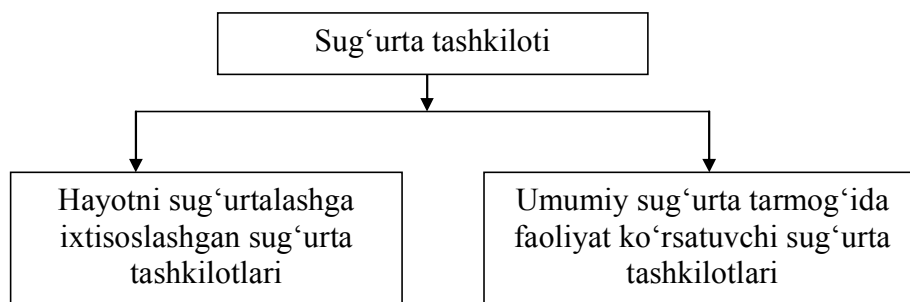 Sug‘urta tashkiloti
Hayotni sug‘urtalashga
ixtisoslashgan sug‘urta
tashkilotlari
Umumiy sug‘urta tarmog‘ida
faoliyat ko‘rsatuvchi sug‘urta
tashkilotlari